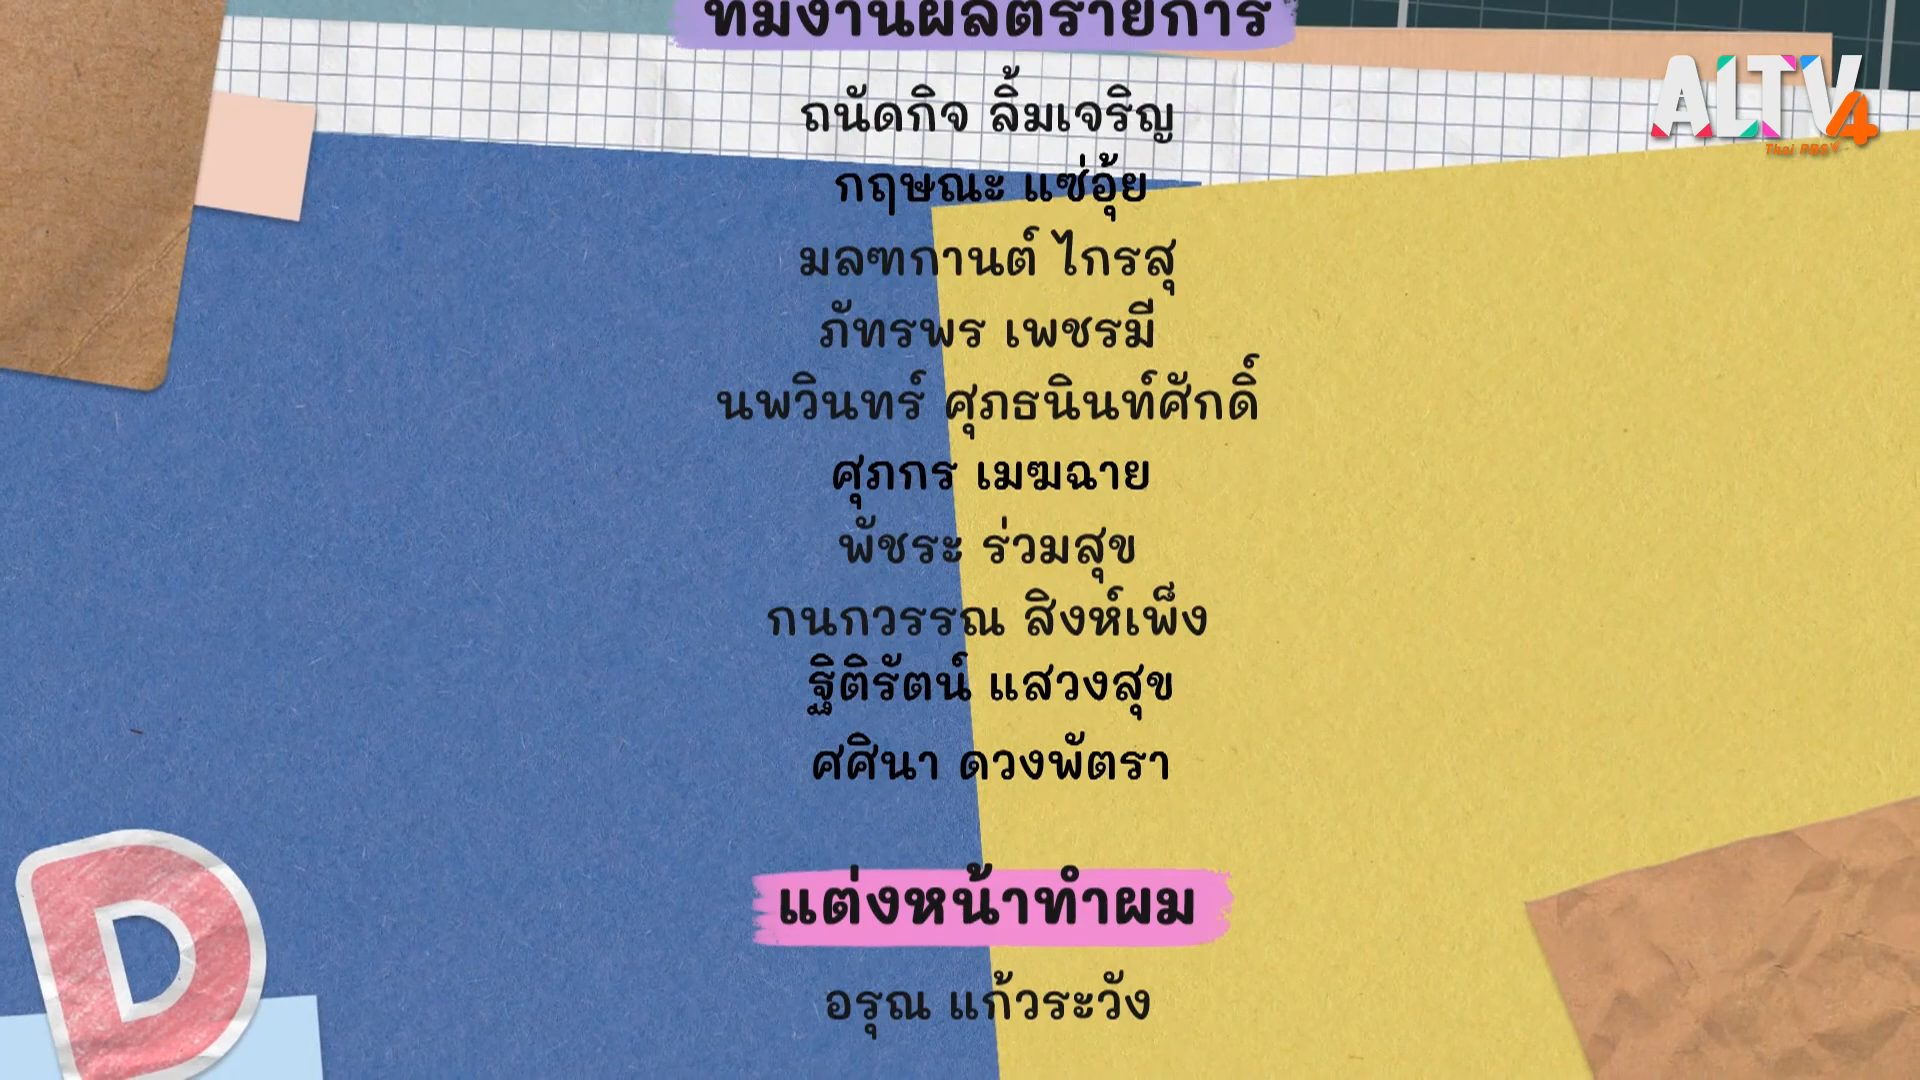 ทีมงานผลิตรายการ
ALTV4
Thai PBS
ถนัดกิจ ลิ้มเจริญ
กฤษณะ แซ่อุ้ย
มลฑกานต์ ไกรสุ
ภัทรพร เพชรมี
นพวินทร์ ศุภธนินท์ศักดิ์
ศุภกร เมฆฉาย
พัชระ ร่วมสุข
กนกวรรณ สิงห์เพ็ง
ฐิติรัตน์ แสวงสุข
ศศินา ดวงพัตรา
แต่งหน้าทำผม
อรุณ แก้วระวัง
D